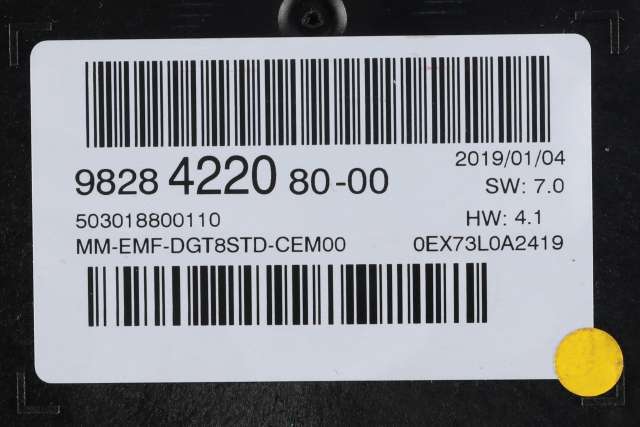 2019/01/04
9828 4220 80-00
SW: 7.0
503018800110 HW: 4.1
MM-EMF-DGT8STD-CEM00 0EX73L0A2419